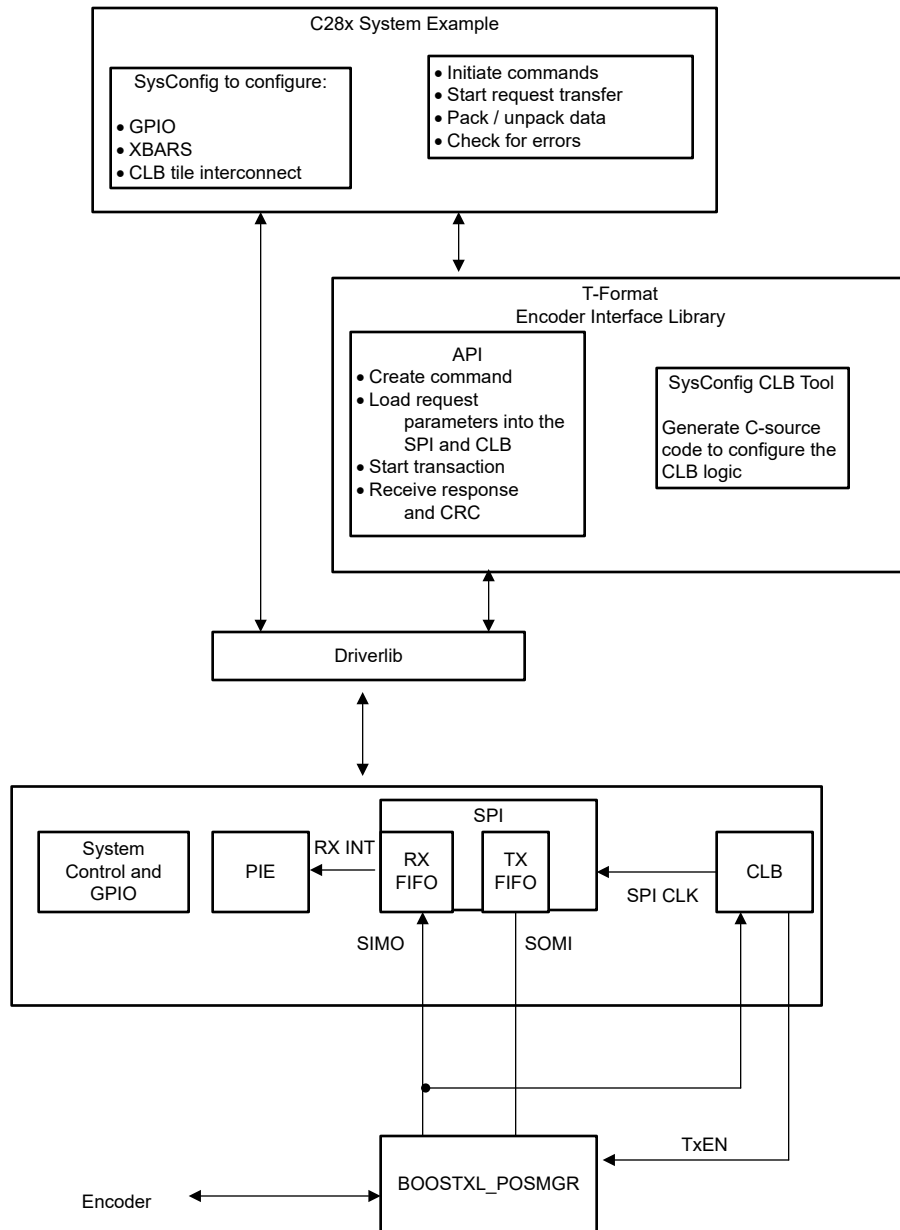 C28x System Example
SysConfig to configure:
• GPIO
• XBARS
• CLB tile interconnect
• Initiate commands
• Start request transfer
• Pack / unpack data
• Check for errors
T-Format
Encoder Interface Library
API
• Create command
• Load request
parameters into the
SPI and CLB
• Start transaction
• Receive response
and CRC
SysConfig CLB Tool
Generate C-source
code to configure the
CLB logic
Driverlib
System
Control and
GPIO
PIE
RX INT
SPI
RX
FIFO
TX
FIFO
SPI CLK
CLB
SIMO
SOMI
TxEN
BOOSTXL_POSMGR
Encoder